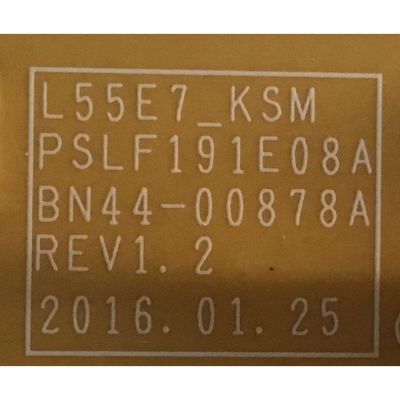 L55E7_KSM
PSLF191E08A
BN44-00878A
REV1.2
2016.01.25